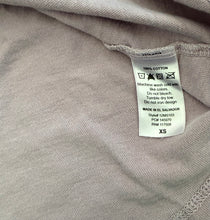 100% COTTON
Machine wash cold with
like colors.
Do not bleach.
Tumble dry low.
Do not iron design
MADE IN EL SALVADOR
XS